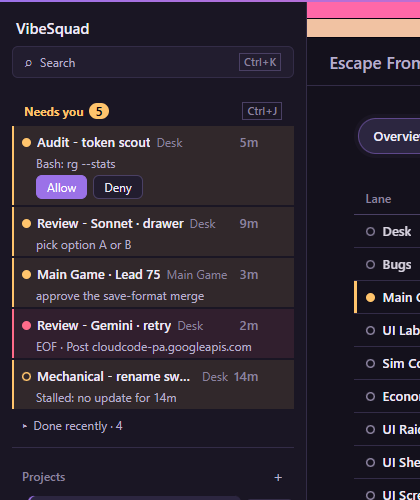 VibeSquad
Search Ctrl+K
Needs you 5 Ctrl+J
Audit - token scout Desk 5m
Bash: rg --stats
Allow Deny
Review - Sonnet · drawer Desk 9m
pick option A or B
Main Game · Lead 75 Main Game 3m
approve the save-format merge
Review - Gemini · retry Desk 2m
EOF · Post cloudcode-pa.googleapis.com
Mechanical - rename sw... Desk 14m
Stalled: no update for 14m
Done recently · 4
Projects +
Escape Fron
Overview
Lane
Desk
Bugs
Main G
UI Lab
Sim Co
Econo
UI Raid
UI She
UI Scr